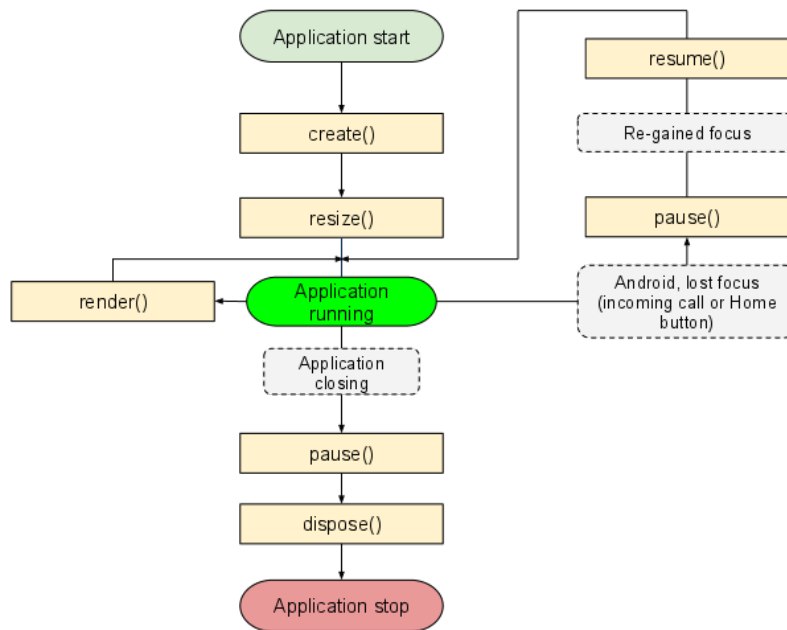 Application start
resume()
create()
Re-gained focus
resize()
pause()
render()
Application
running
Android, lost focus
(incoming call or Home
button)
Application
closing
pause()
dispose()
Application stop